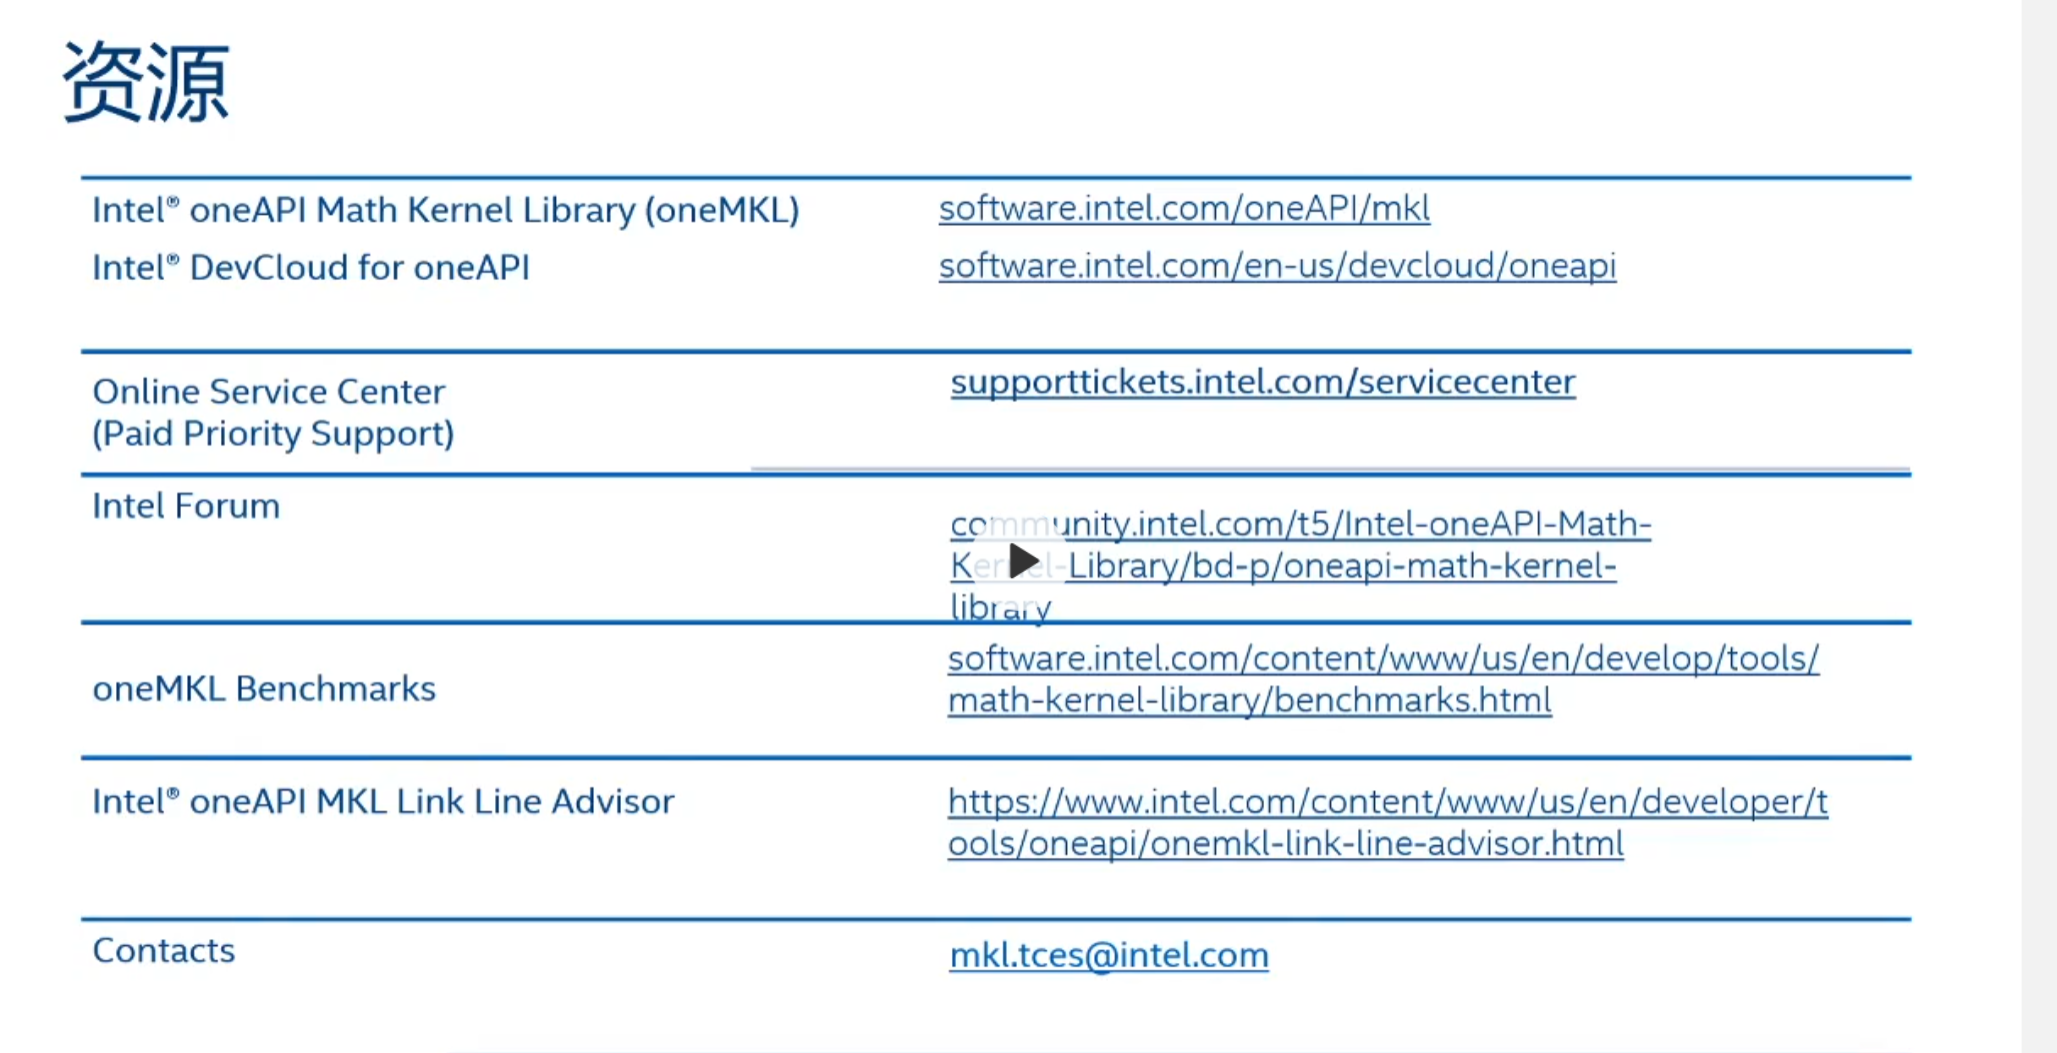 资源
Intel® oneAPI Math Kernel Library (oneMKL)
software.intel.com/oneAPI/mkl
Intel® DevCloud for oneAPI
software.intel.com/en-us/devcloud/oneapi
Online Service Center
(Paid Priority Support)
supporttickets.intel.com/servicecenter
Intel Forum
community.intel.com/t5/Intel-oneAPI-Math-
Kernel-Library/bd-p/oneapi-math-kernel-
library
oneMKL Benchmarks
software.intel.com/content/www/us/en/develop/tools/
math-kernel-library/benchmarks.html
Intel® oneAPI MKL Link Line Advisor
https://www.intel.com/content/www/us/en/developer/t
ools/oneapi/onemkl-link-line-advisor.html
Contacts
mkl.tces@intel.com